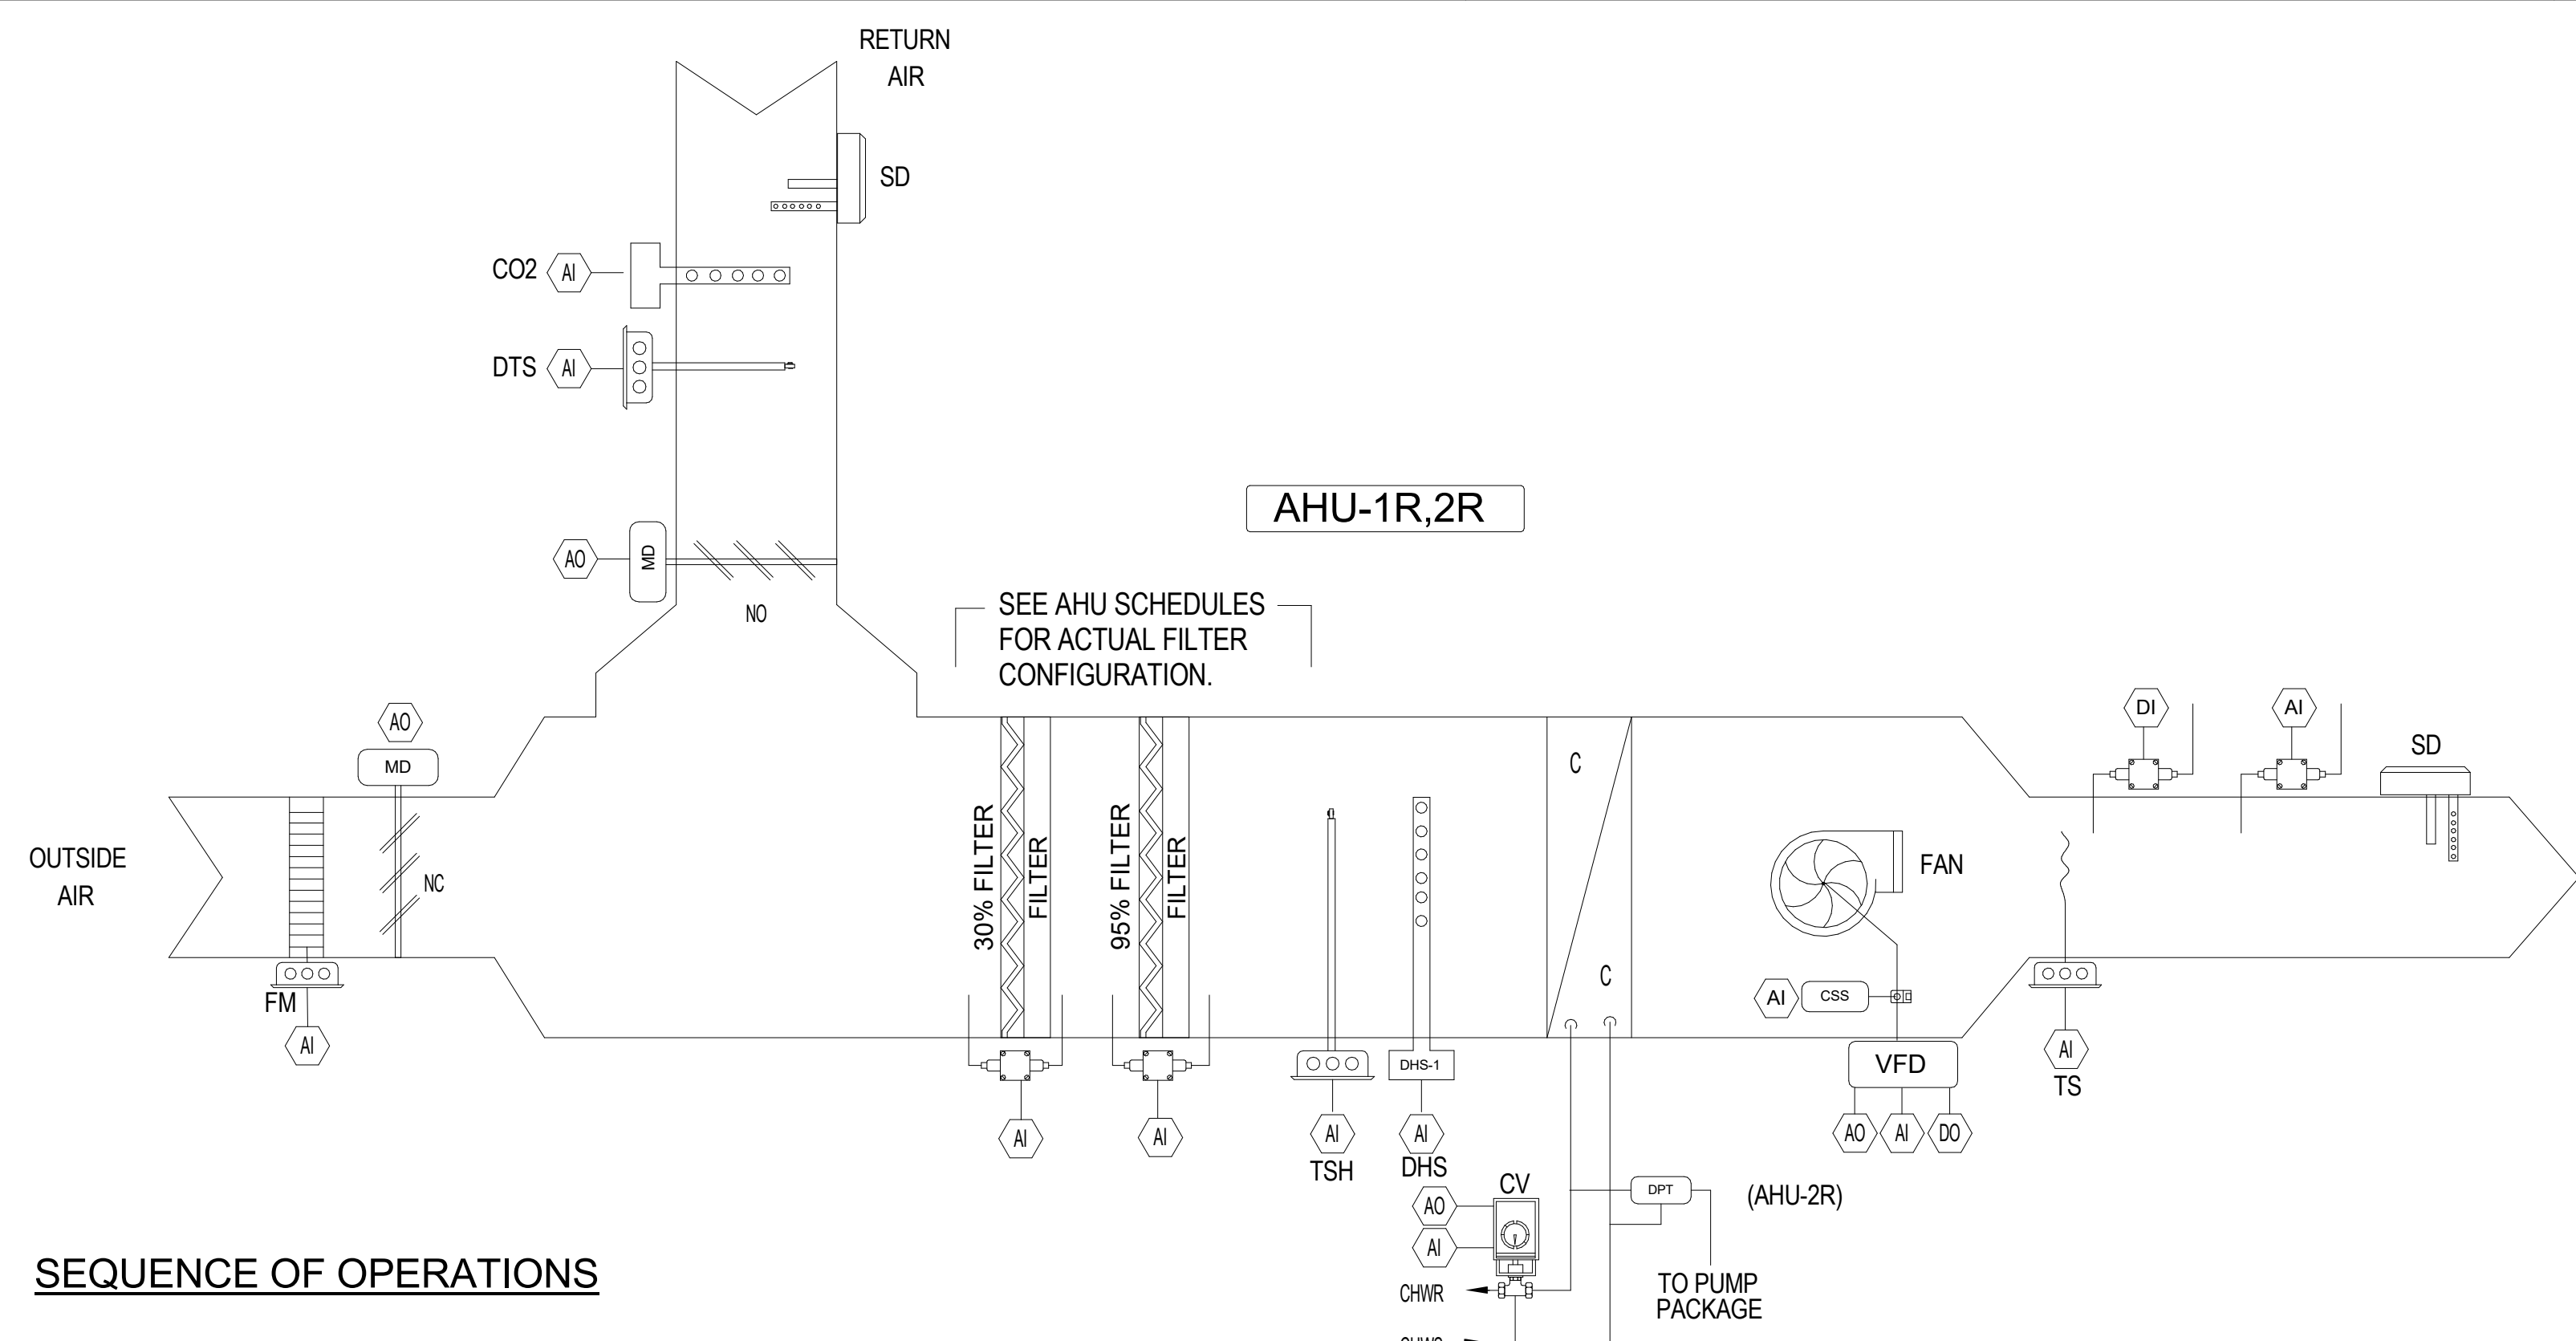 RETURN
AIR
SD
CO2 AI
DTS AI
AHU-1R,2R
AO MD
NO
SEE AHU SCHEDULES
FOR ACTUAL FILTER
CONFIGURATION.
AO
MD
DI
AI
SD
C
OUTSIDE
AIR
NC
30% FILTER
FILTER
95% FILTER
FILTER
FAN
C
FM
AI
AI CSS
DHS-1
VFD
AI
TS
AI
AI
AI
TSH
AI
DHS
AO AI DO
CV
AO
AI
DPT
(AHU-2R)
SEQUENCE OF OPERATIONS
CHWR
TO PUMP
PACKAGE